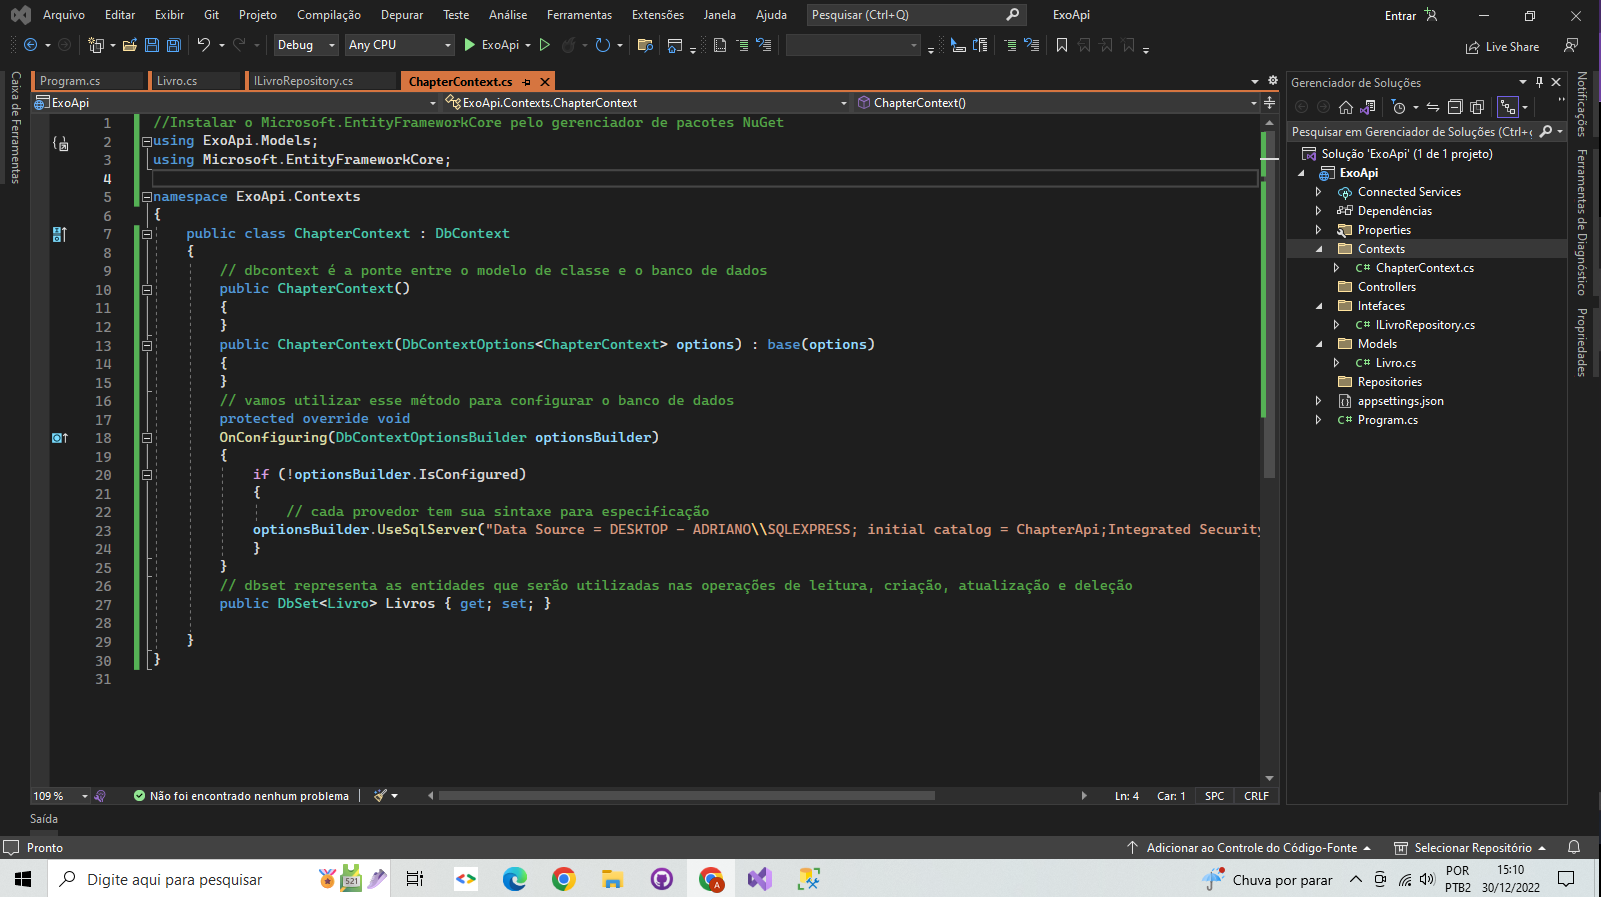 Arquivo Editar Exibir Git Projeto Compilação Depurar Teste Análise Ferramentas Extensões Janela Ajuda Pesquisar (Ctrl+Q) ExoApi Entrar
Debug Any CPU ExoApi Live Share
Caixa de Ferramentas
Program.cs Livro.cs ILivroRepository.cs ChapterContext.cs
ExoApi ExoApi.Contexts.ChapterContext ChapterContext()
1 //Instalar o Microsoft.EntityFrameworkCore pelo gerenciador de pacotes NuGet
2 using ExoApi.Models;
3 using Microsoft.EntityFrameworkCore;
4
5 namespace ExoApi.Contexts
6 {
7 public class ChapterContext : DbContext
8 {
9 // dbcontext é a ponte entre o modelo de classe e o banco de dados
10 public ChapterContext()
11 {
12 }
13 public ChapterContext(DbContextOptions<ChapterContext> options) : base(options)
14 {
15 }
16 // vamos utilizar esse método para configurar o banco de dados
17 protected override void
18 OnConfiguring(DbContextOptionsBuilder optionsBuilder)
19 {
20 if (!optionsBuilder.IsConfigured)
21 {
22 // cada provedor tem sua sintaxe para especificação
23 optionsBuilder.UseSqlServer("Data Source = DESKTOP - ADRIANO\\SQLEXPRESS; initial catalog = ChapterApi;Integrated Security
24 }
25 }
26 // dbset representa as entidades que serão utilizadas nas operações de leitura, criação, atualização e deleção
27 public DbSet<Livro> Livros { get; set; }
28
29 }
30 }
31
109 % Não foi encontrado nenhum problema Ln: 4 Car: 1 SPC CRLF
Gerenciador de Soluções
Pesquisar em Gerenciador de Soluções (Ctrl+ç
Solução 'ExoApi' (1 de 1 projeto)
ExoApi
Connected Services
Dependências
Properties
Contexts
C# ChapterContext.cs
Controllers
Intefaces
C# ILivroRepository.cs
Models
C# Livro.cs
Repositories
appsettings.json
C# Program.cs
Notificações
Ferramentas de Diagnóstico
Propriedades
Saída
Pronto Adicionar ao Controle do Código-Fonte Selecionar Repositório
Digite aqui para pesquisar 521 A Chuva por parar POR 15:10
PTB2 30/12/2022